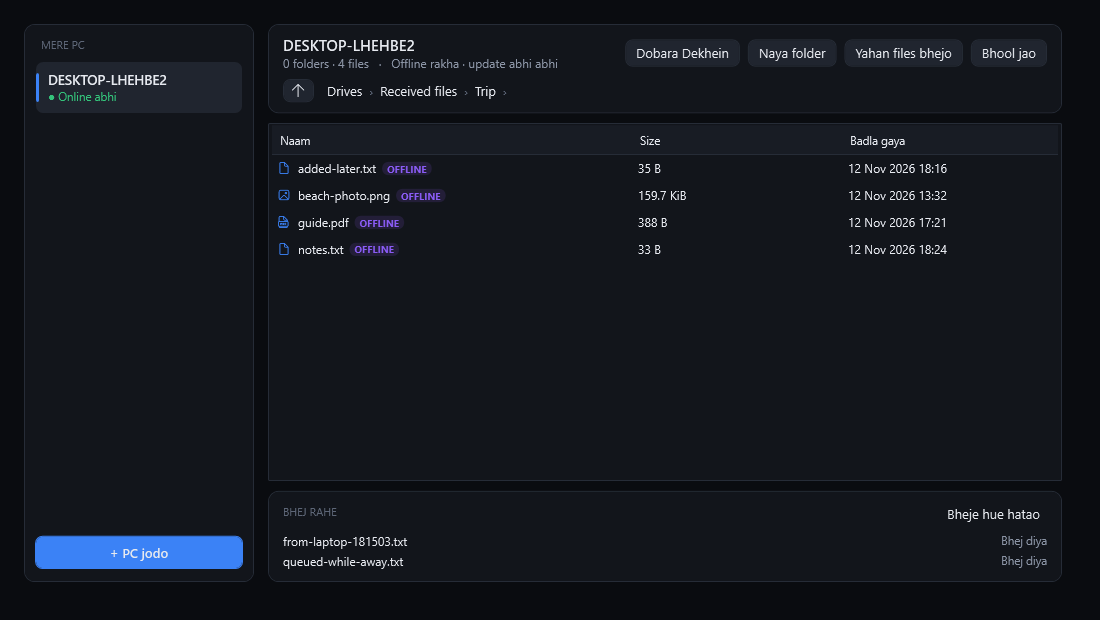 MERE PC
DESKTOP-LHEHBE2
● Online abhi
+ PC jodo
DESKTOP-LHEHBE2
0 folders · 4 files · Offline rakha · update abhi abhi
Dobara Dekhein
Naya folder
Yahan files bhejo
Bhool jao
Drives › Received files › Trip ›
Naam Size Badla gaya
added-later.txt OFFLINE 35 B 12 Nov 2026 18:16
beach-photo.png OFFLINE 159.7 KiB 12 Nov 2026 13:32
guide.pdf OFFLINE 388 B 12 Nov 2026 17:21
notes.txt OFFLINE 33 B 12 Nov 2026 18:24
BHEJ RAHE
Bheje hue hatao
from-laptop-181503.txt Bhej diya
queued-while-away.txt Bhej diya